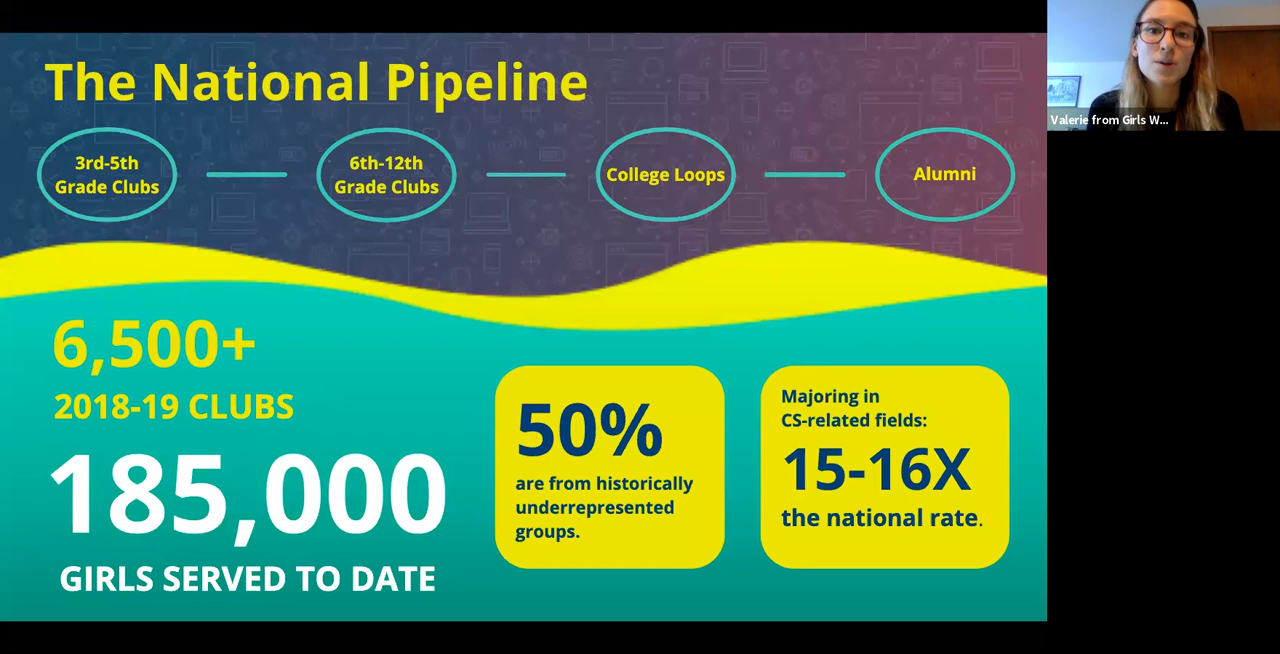 The National Pipeline
3rd-5th
Grade Clubs
6th-12th
Grade Clubs
College Loops
Alumni
6,500+
2018-19 CLUBS
185,000
GIRLS SERVED TO DATE
50%
are from historically
underrepresented
groups.
Majoring in
CS-related fields:
15-16X
the national rate.
Valerie from Girls W...